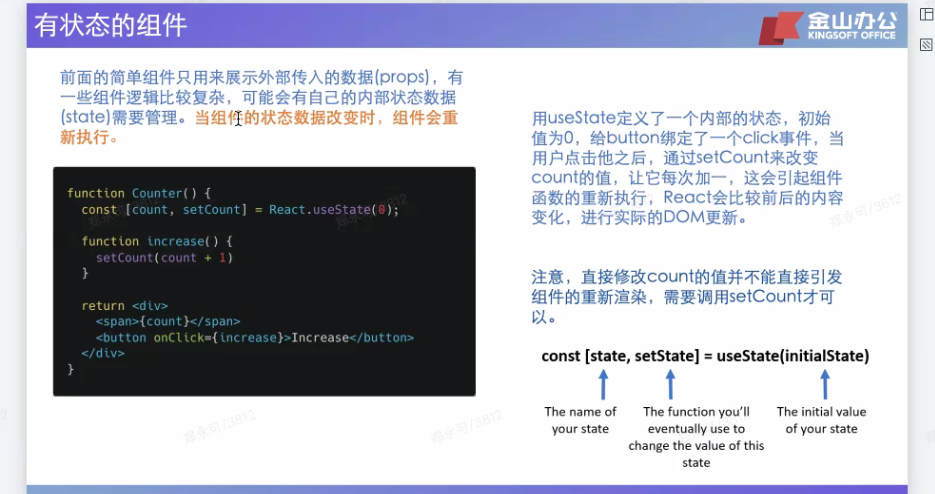 有状态的组件
金山办公
KINGSOFT OFFICE
前面的简单组件只用来展示外部传入的数据(props)，有
一些组件逻辑比较复杂，可能会有自己的内部状态数据
(state)需要管理。当组件的状态数据改变时，组件会重
新执行。
function Counter() {
const [count, setCount] = React.useState(0);
function increase() {
setCount(count + 1)
}
return <div>
<span>{count}</span>
<button onClick={increase}>Increase</button>
</div>
}
用useState定义了一个内部的状态，初始
值为0，给button绑定了一个click事件，当
用户点击他之后，通过setCount来改变
count的值，让它每次加一，这会引起组件
函数的重新执行，React会比较前后的内容
变化，进行实际的DOM更新。
注意，直接修改count的值并不能直接引发
组件的重新渲染，需要调用setCount才可
以。
const [state, setState] = useState(initialState)
The name of
your state
The function you'll
eventually use to
change the value of this
state
The initial value
of your state
郑永可/3812
郑永可/3812
郑永可/3812